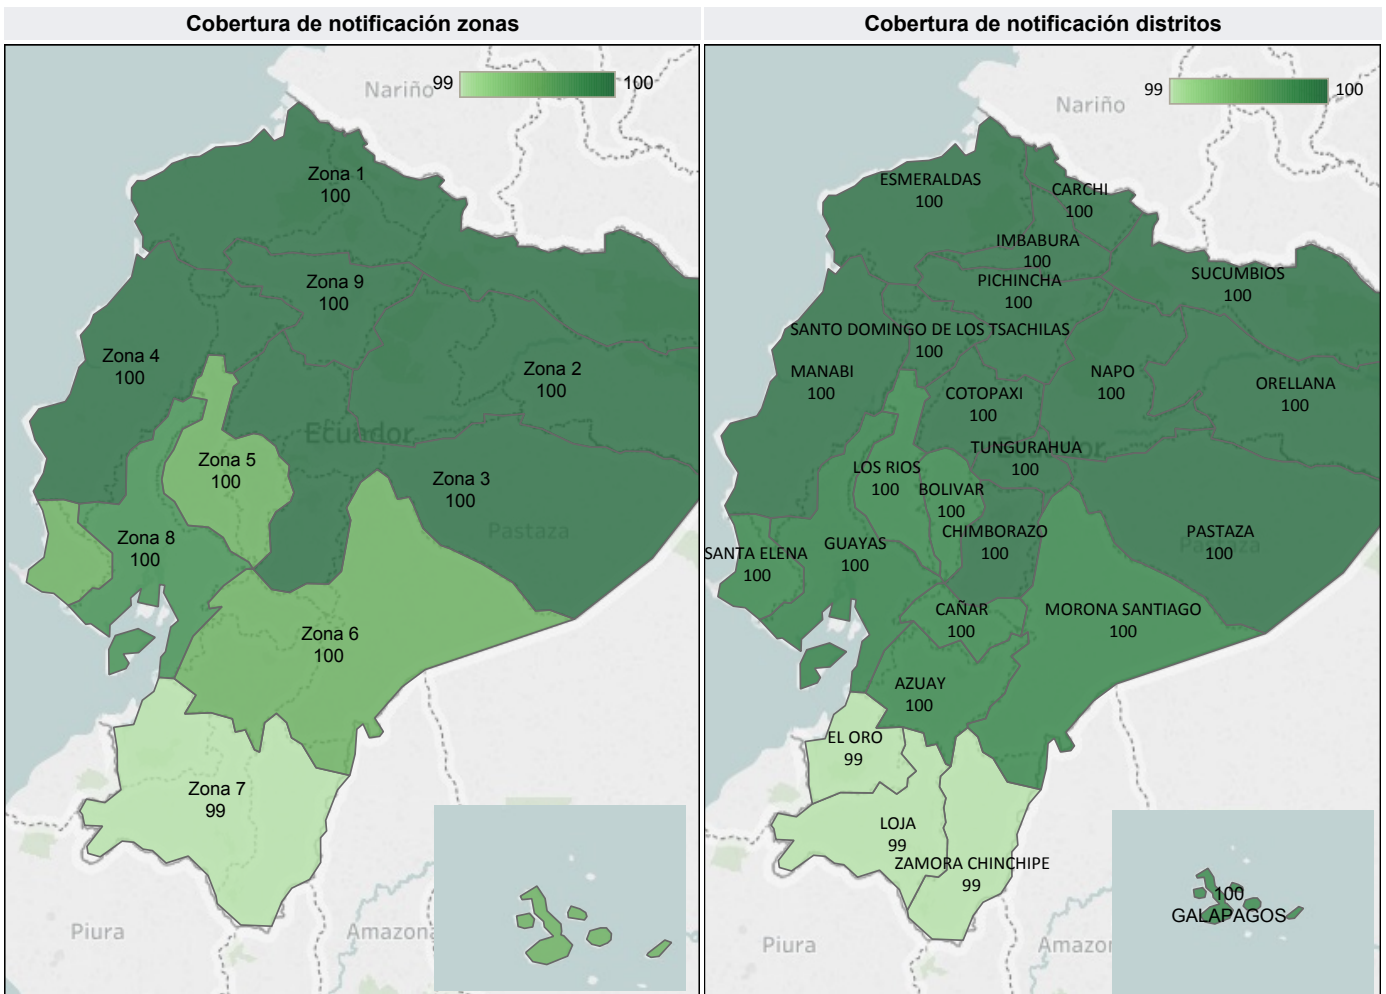 Cobertura de notificación zonas
99
100
Nariño
Zona 1
100
Zona 9
100
Zona 4
100
Zona 2
100
Ecuador
Zona 5
100
Zona 3
100
Pastaza
Zona 8
100
Zona 6
100
Zona 7
99
Piura
Amazon
Cobertura de notificación distritos
99
100
Nariño
ESMERALDAS
100
CARCHI
100
IMBABURA
100
SUCUMBIOS
100
PICHINCHA
100
SANTO DOMINGO DE LOS TSACHILAS
100
MANABI
100
NAPO
100
ORELLANA
100
COTOPAXI
100
Ecuador
TUNGURAHUA
100
LOS RIOS
100
BOLIVAR
100
CHIMBORAZO
100
PASTAZA
100
Pastaza
SANTA ELENA
100
GUAYAS
100
CAÑAR
100
MORONA SANTIAGO
100
AZUAY
100
EL ORO
99
LOJA
99
ZAMORA CHINCHIPE
99
100
GALAPAGOS
Piura
Amazon